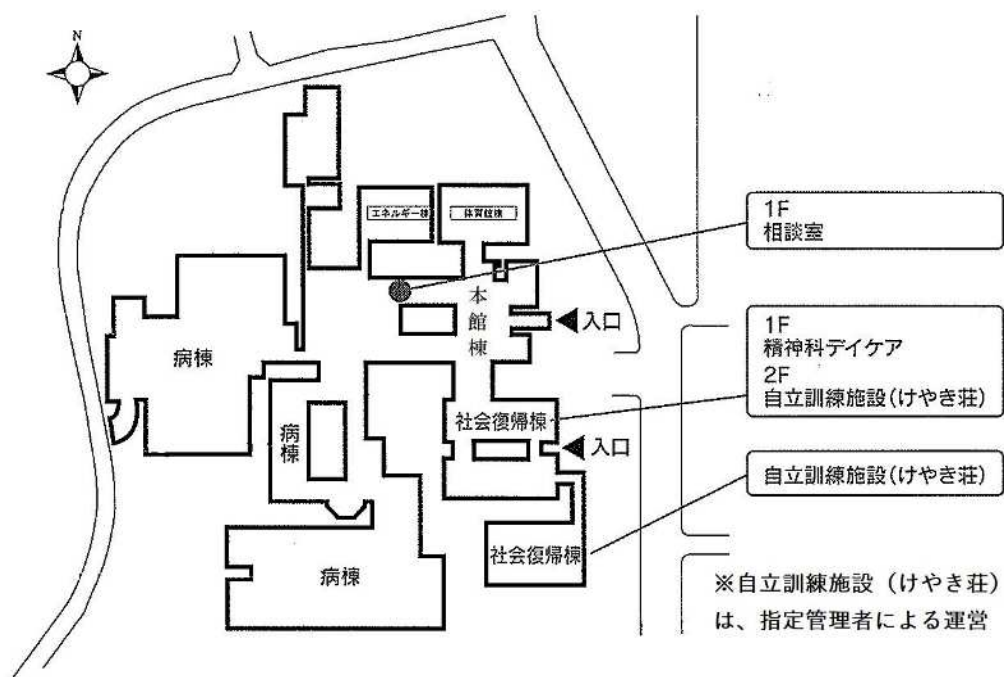 N
エネルギー棟
体育館棟
1F
相談室
本館棟
入口
1F
精神科デイケア
2F
自立訓練施設(けやき荘)
病棟
社会復帰棟
病棟
入口
自立訓練施設(けやき荘)
社会復帰棟
病棟
※自立訓練施設(けやき荘)
は、指定管理者による運営